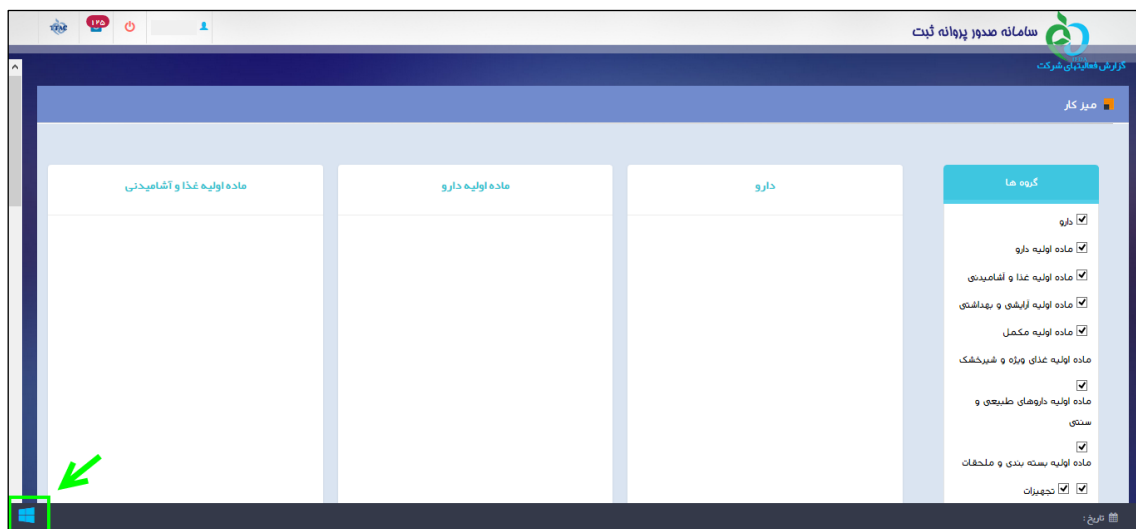 سامانه صدور پروانه ثبت
۱۲۵
TTAC
گزارش فعالیتهای شرکت
میز کار
گروه ها
دارو
ماده اولیه دارو
ماده اولیه غذا و آشامیدنی
دارو
ماده اولیه دارو
ماده اولیه غذا و آشامیدنی
ماده اولیه آرایشی و بهداشتی
ماده اولیه مکمل
ماده اولیه غذای ویژه و شیرخشک
ماده اولیه داروهای طبیعی و
سنتی
ماده اولیه بسته بندی و ملحقات
تجهیزات
تاریخ :